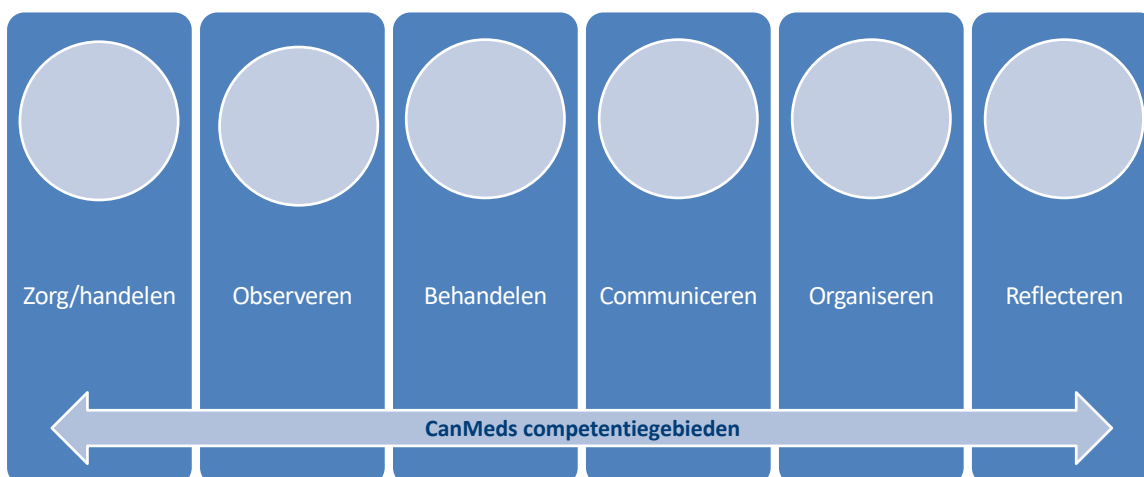 Zorg/handelen
Observeren
Behandelen
Communiceren
Organiseren
Reflecteren
CanMeds competentiegebieden